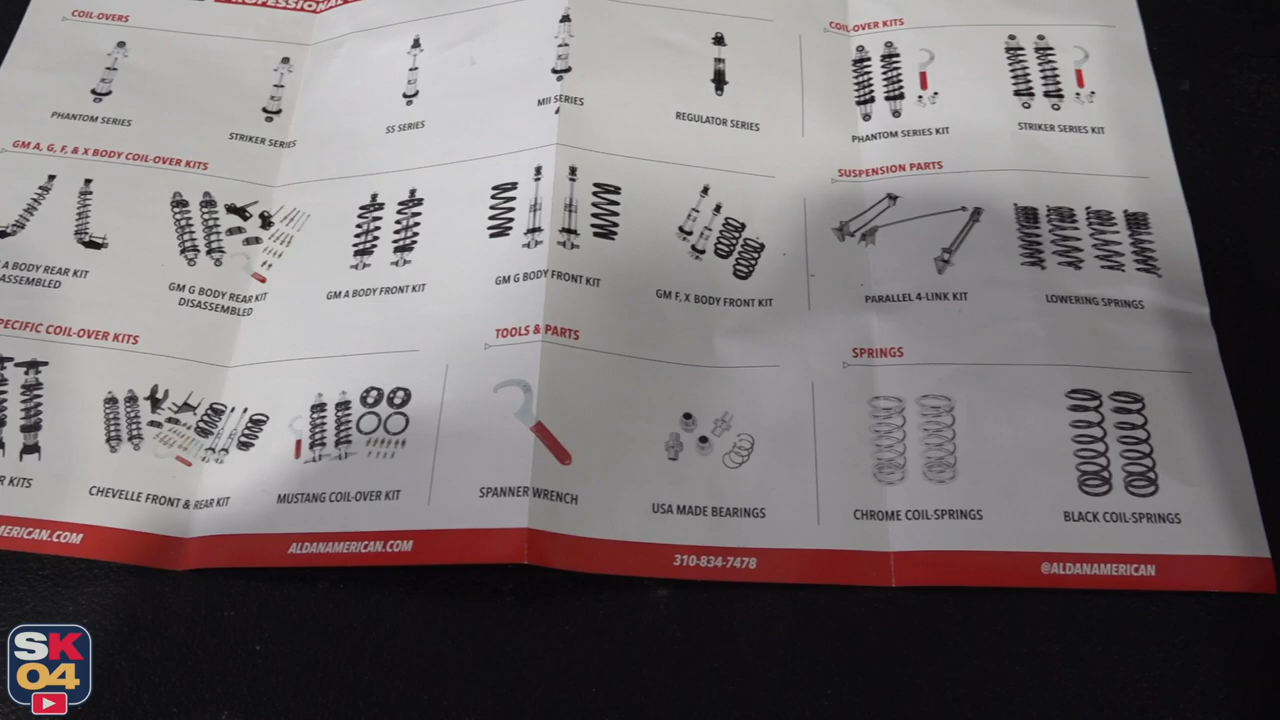 PROFESSIONAL
COIL-OVERS
PHANTOM SERIES
STRIKER SERIES
SS SERIES
MII SERIES
REGULATOR SERIES
COIL-OVER KITS
PHANTOM SERIES KIT
STRIKER SERIES KIT
GM A, G, F, & X BODY COIL-OVER KITS
A BODY REAR KIT
ASSEMBLED
GM G BODY REAR KIT
DISASSEMBLED
GM A BODY FRONT KIT
GM G BODY FRONT KIT
GM F, X BODY FRONT KIT
SUSPENSION PARTS
PARALLEL 4-LINK KIT
LOWERING SPRINGS
PECIFIC COIL-OVER KITS
R KITS
CHEVELLE FRONT & REAR KIT
MUSTANG COIL-OVER KIT
TOOLS & PARTS
SPANNER WRENCH
USA MADE BEARINGS
SPRINGS
CHROME COIL-SPRINGS
BLACK COIL-SPRINGS
MERICAN.COM
ALDANAMERICAN.COM
310-834-7478
@ALDANAMERICAN
SK
04